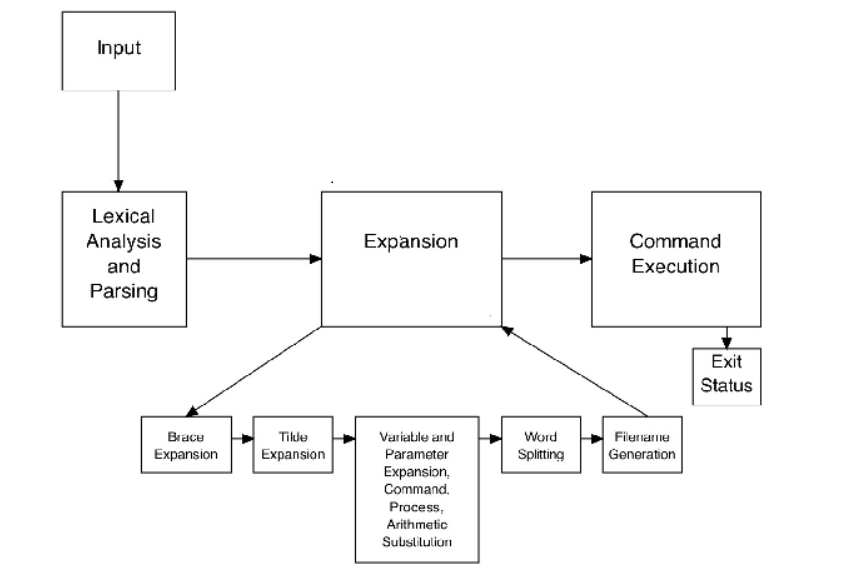 Input
Lexical
Analysis
and
Parsing
Expansion
Command
Execution
Exit
Status
Brace
Expansion
Tilde
Expansion
Variable and
Parameter
Expansion,
Command,
Process,
Arithmetic
Substitution
Word
Splitting
Filename
Generation